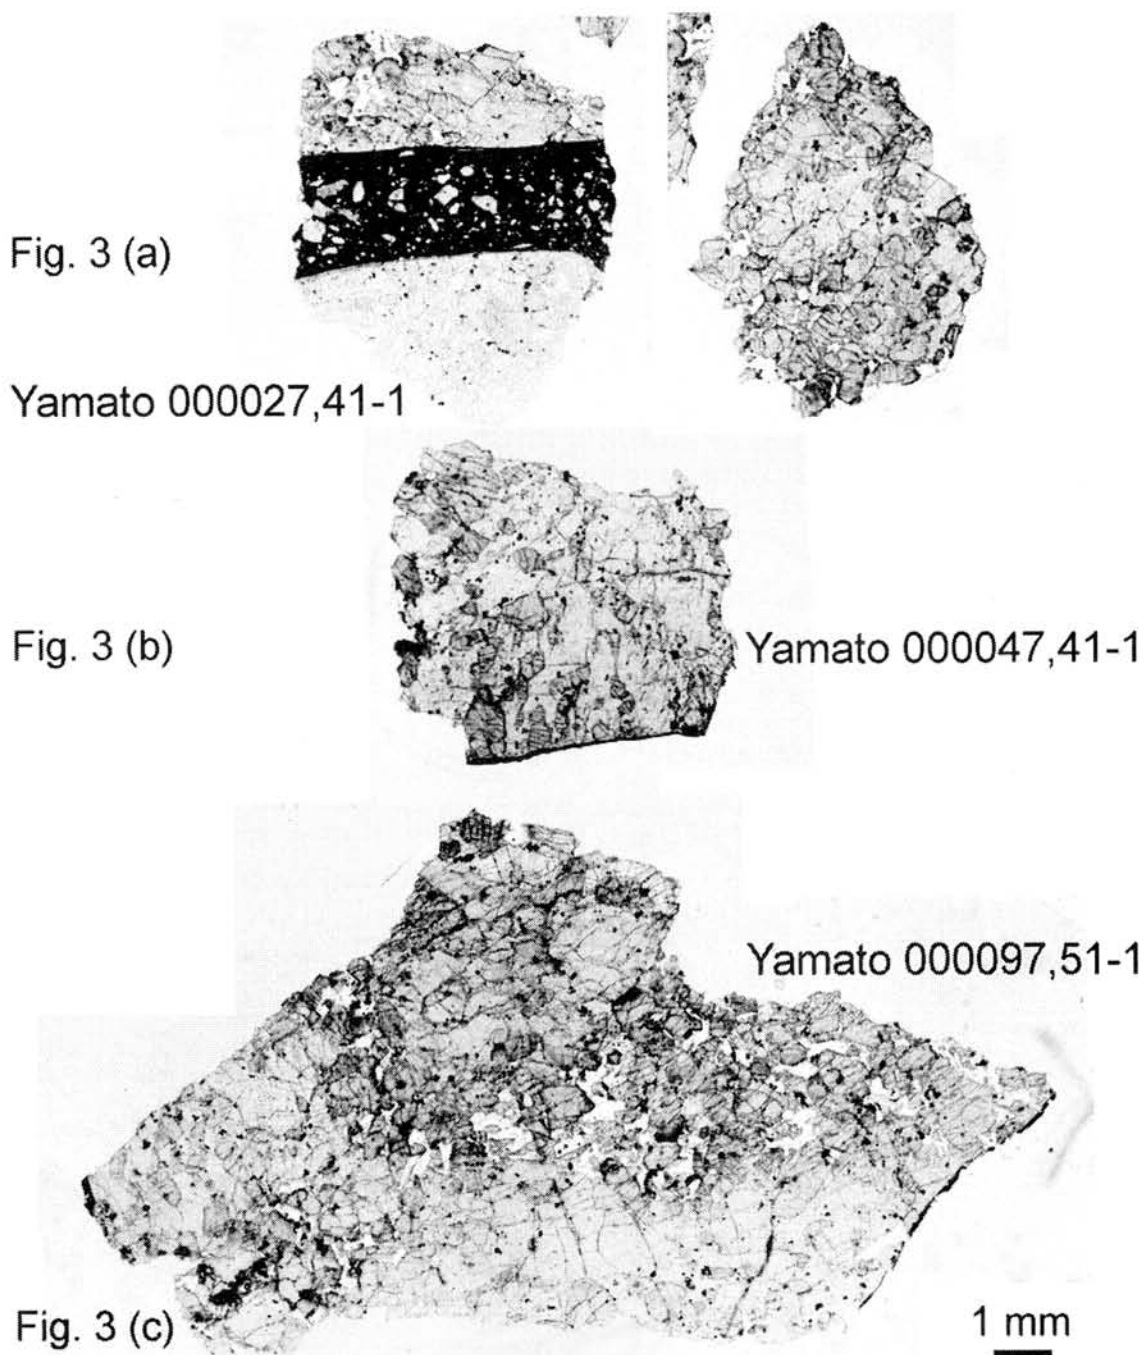 Fig. 3 (a)
Yamato 000027,41-1
Fig. 3 (b)
Yamato 000047,41-1
Yamato 000097,51-1
Fig. 3 (c)
1 mm